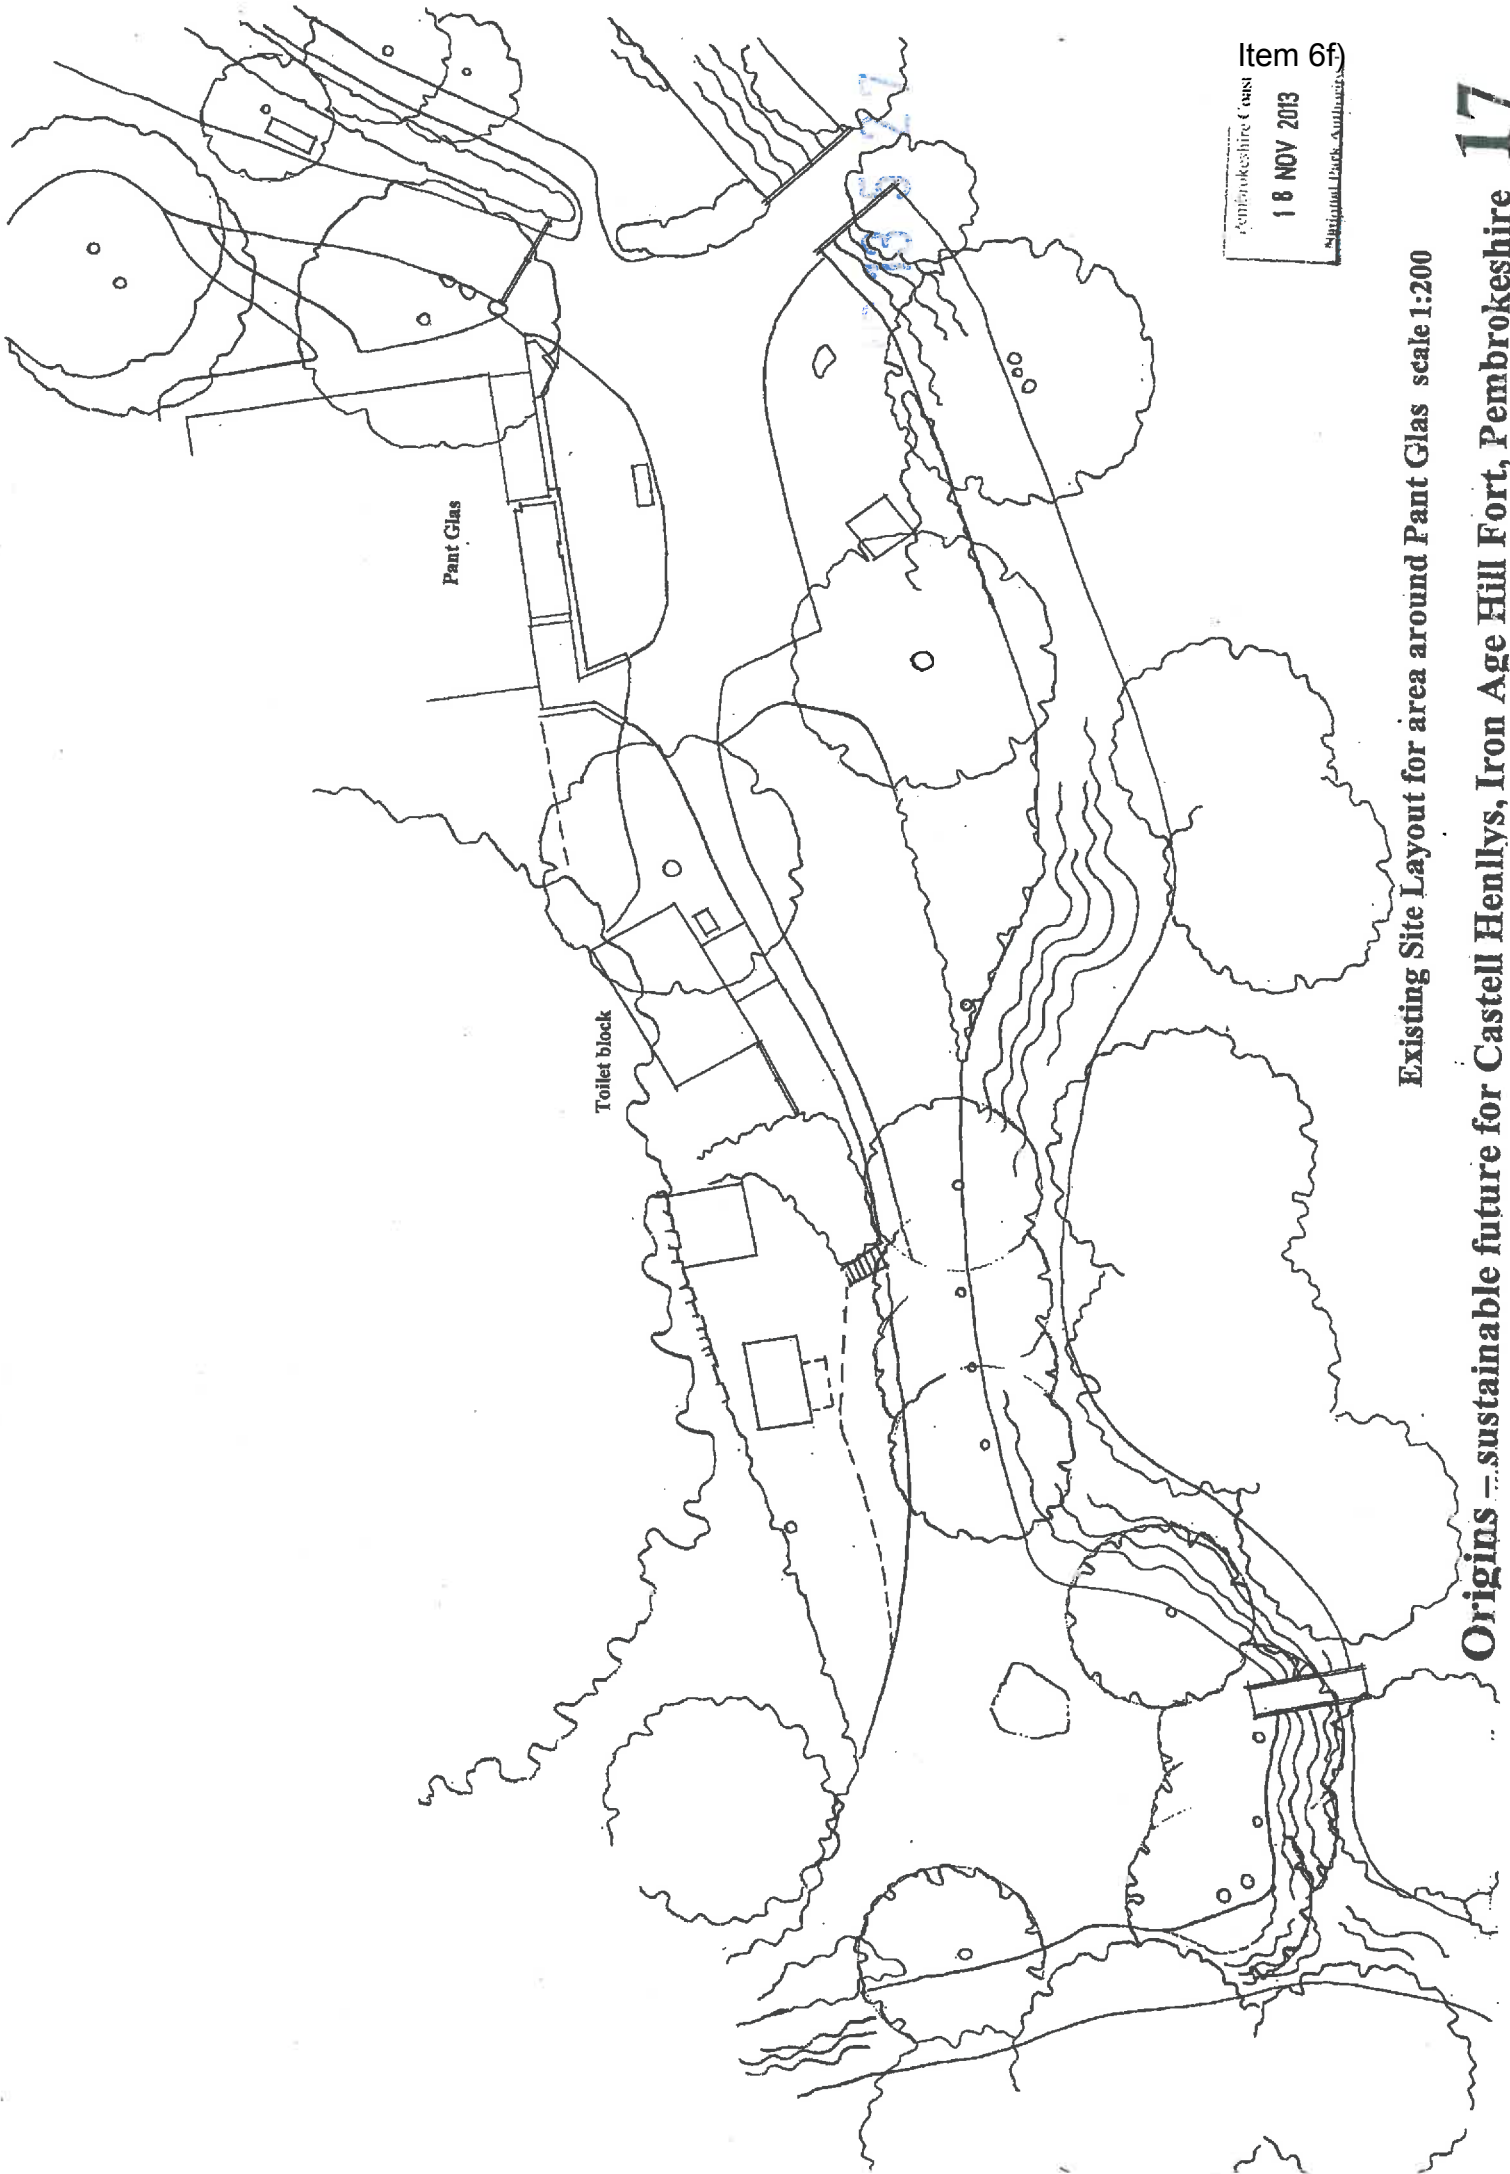 Item 6f)
Pembrokeshire Coast
18 NOV 2013
National Park Authority
Pant Glas
Toilet block
Existing Site Layout for area around Pant Glas scale 1:200
Origins – sustainable future for Castell Henllys, Iron Age Hill Fort, Pembrokeshire 17